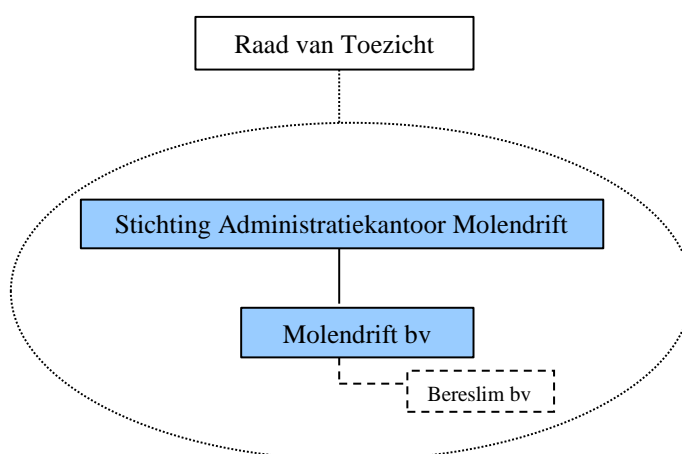 Raad van Toezicht
Stichting Administratiekantoor Molendrift
Molendrift bv
Bereslim bv